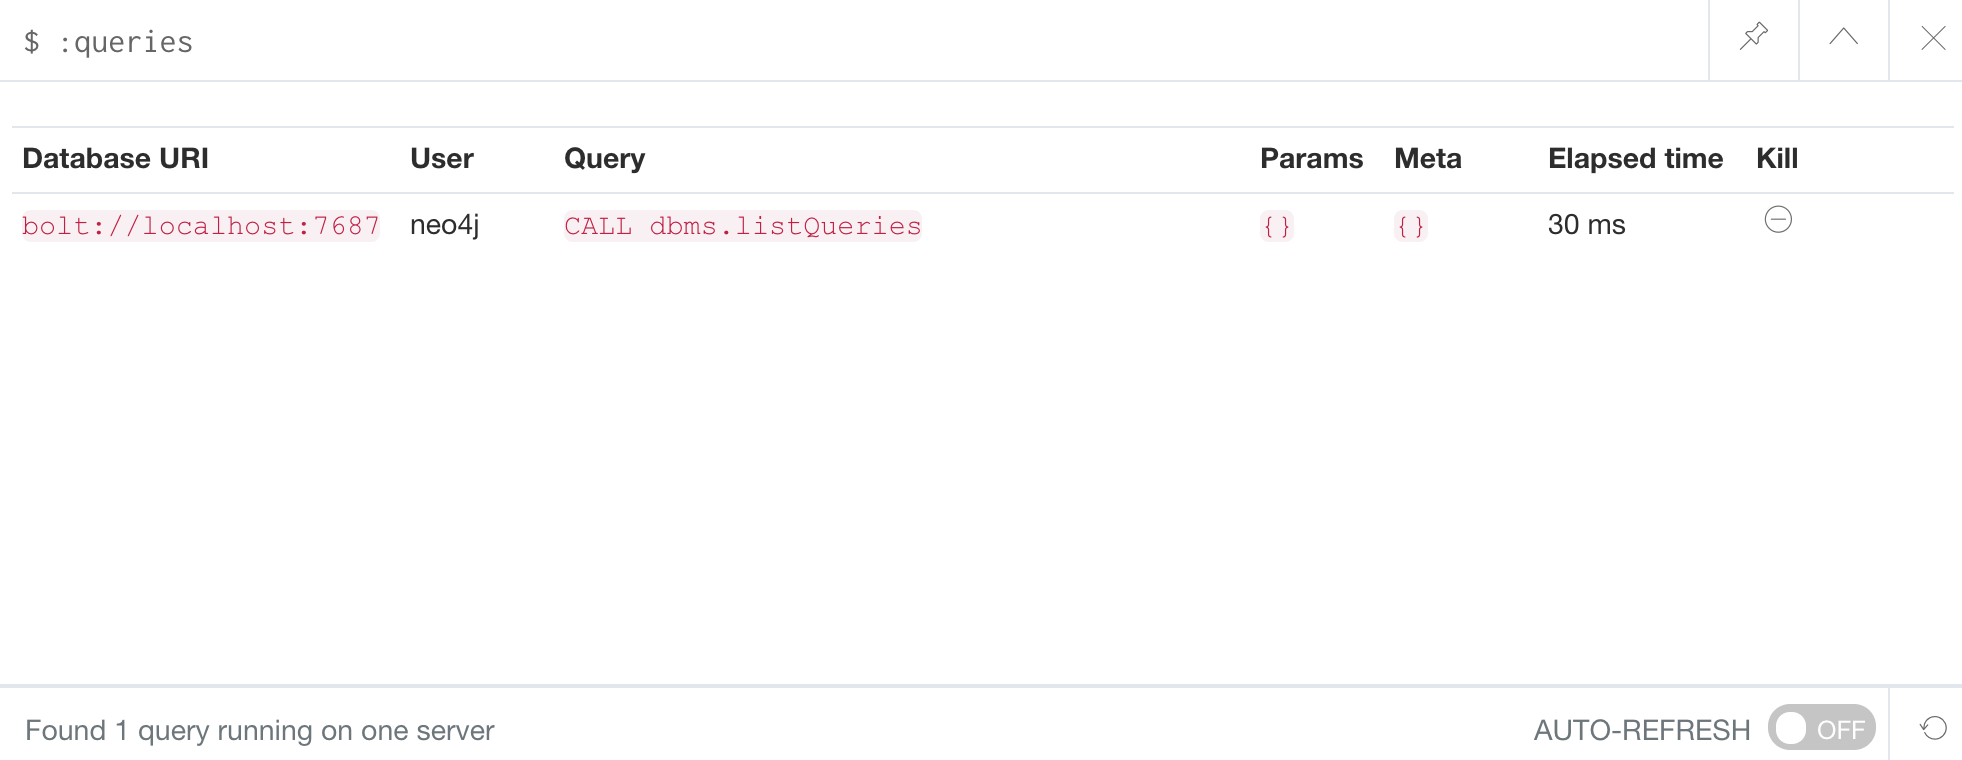 $ :queries
Database URI User Query Params Meta Elapsed time Kill
bolt://localhost:7687 neo4j CALL dbms.listQueries {} {} 30 ms
Found 1 query running on one server AUTO-REFRESH OFF